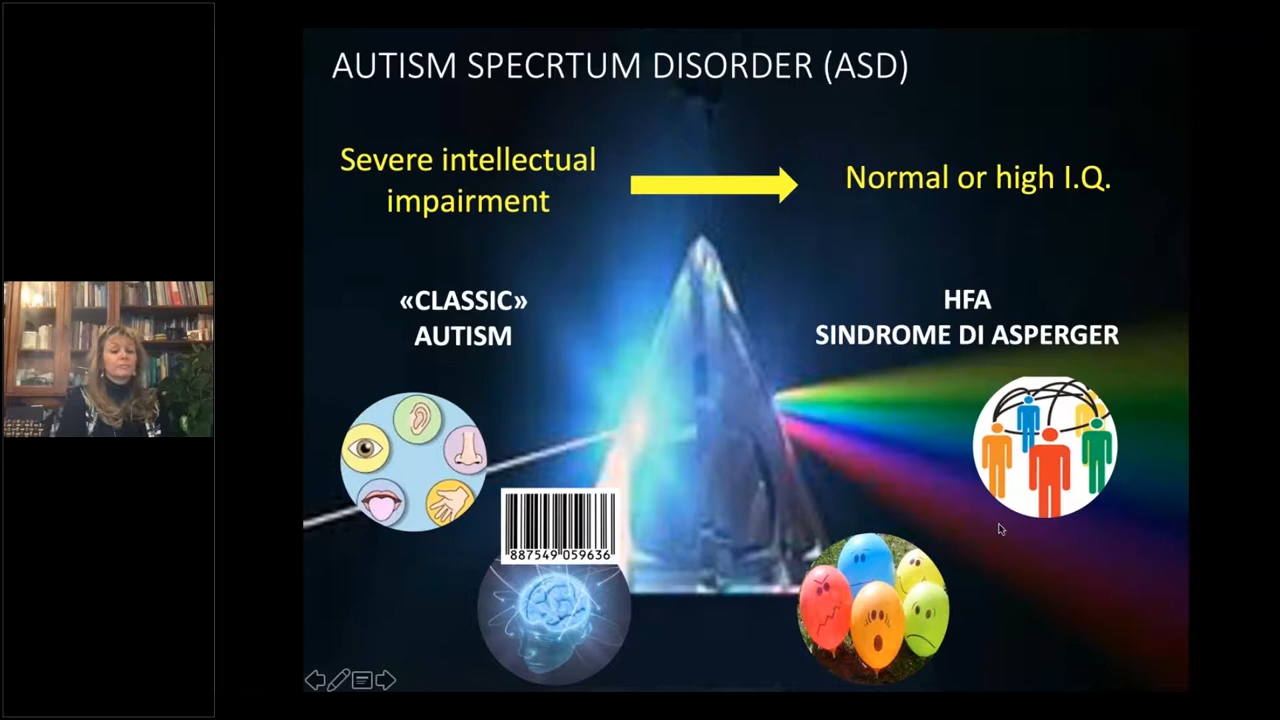 AUTISM SPECRTUM DISORDER (ASD)
Severe intellectual
impairment
Normal or high I.Q.
«CLASSIC»
AUTISM
HFA
SINDROME DI ASPERGER
887549 059636